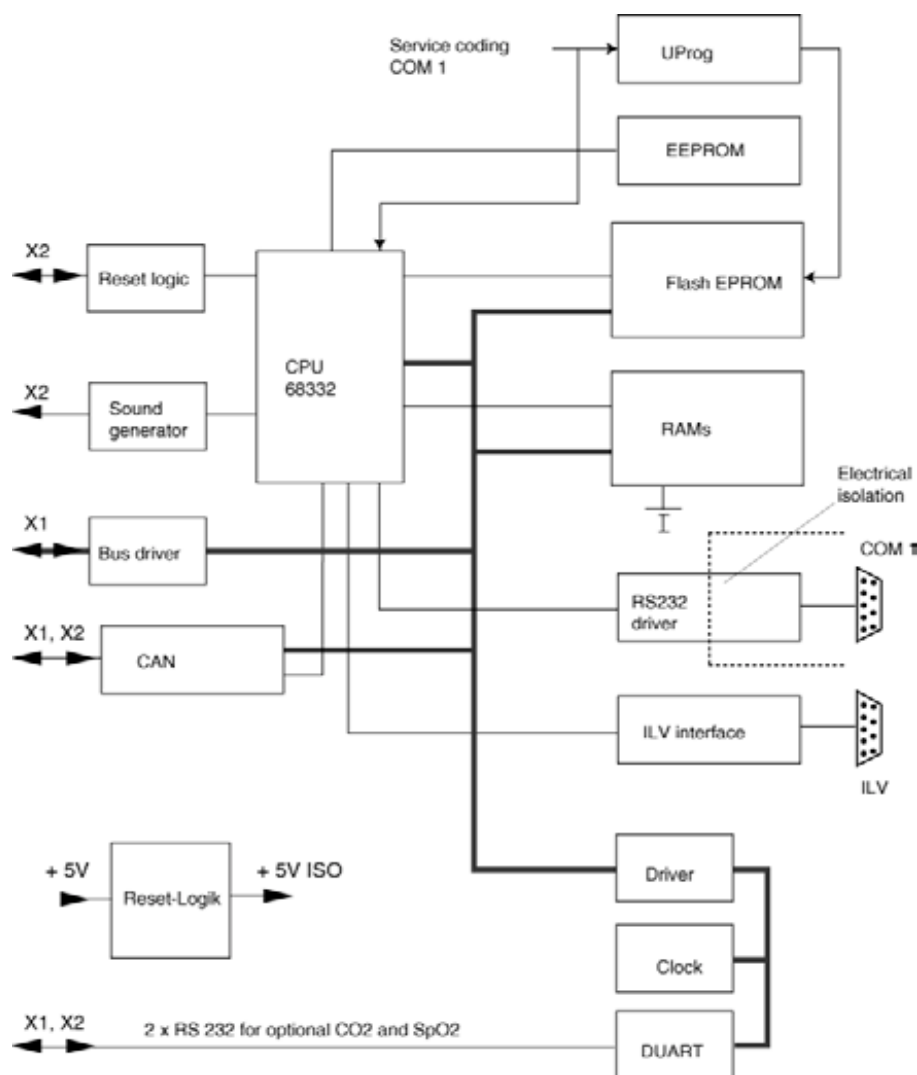 Service coding
COM 1
UProg
EEPROM
X2
Reset logic
Flash EPROM
CPU
68332
X2
Sound
generator
RAMs
Electrical
isolation
X1
Bus driver
COM 1
RS232
driver
X1, X2
CAN
ILV interface
ILV
+ 5V
Reset-Logik
+ 5V ISO
Driver
Clock
X1, X2
2 x RS 232 for optional CO2 and SpO2
DUART